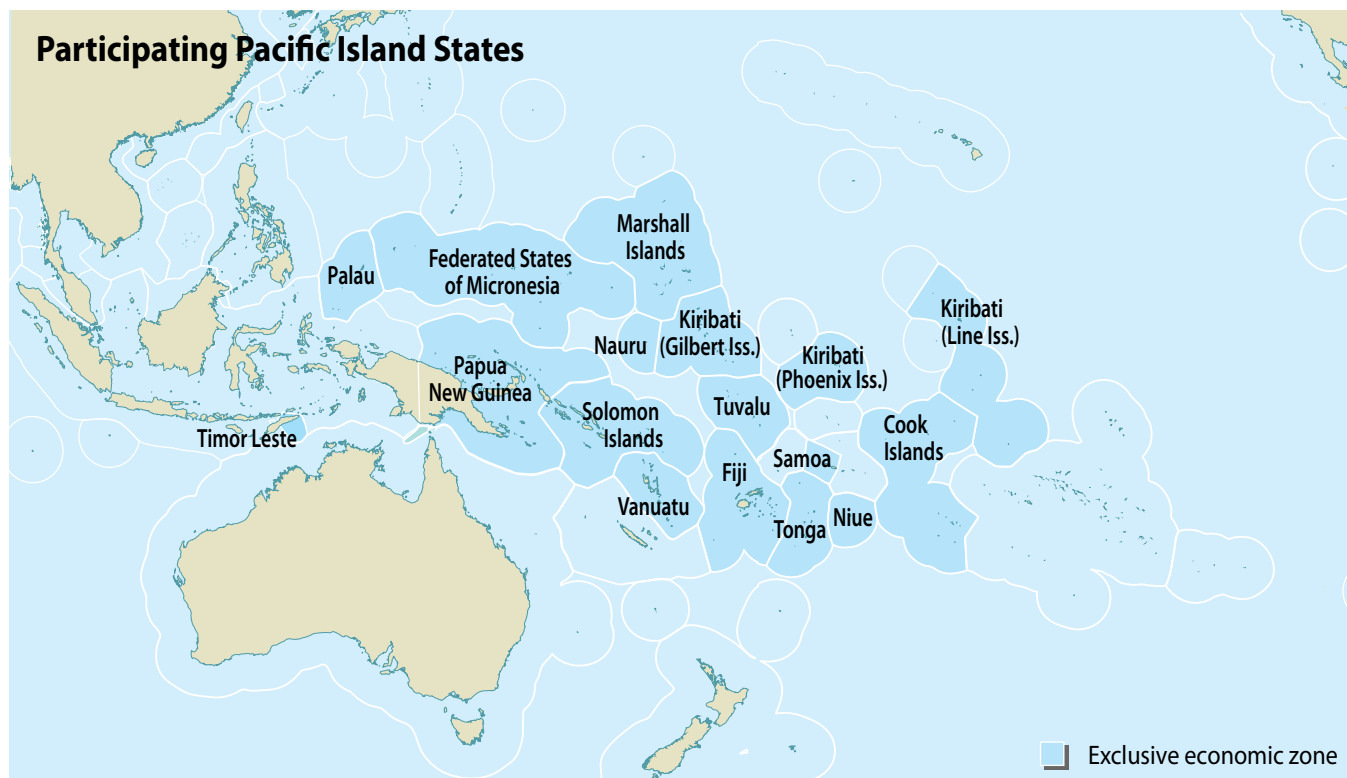 Participating Pacific Island States
Marshall
Islands
Federated States
of Micronesia
Palau
Kiribati
(Line Iss.)
Kiribati
(Gilbert Iss.)
Nauru
Kiribati
(Phoenix Iss.)
Papua
New Guinea
Tuvalu
Solomon
Islands
Cook
Islands
Timor Leste
Samoa
Fiji
Vanuatu
Niue
Tonga
Exclusive economic zone